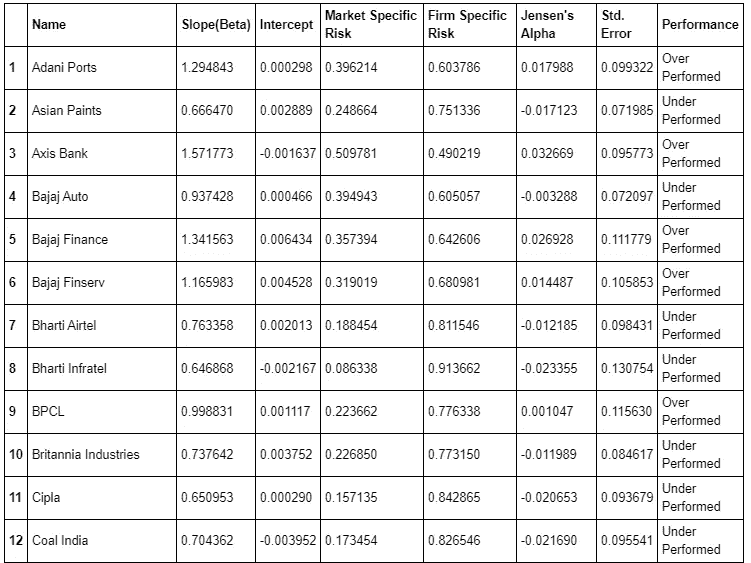 Name Slope(Beta) Intercept Market Specific Risk Firm Specific Risk Jensen's Alpha Std. Error Performance
1 Adani Ports 1.294843 0.000298 0.396214 0.603786 0.017988 0.099322 Over Performed
2 Asian Paints 0.666470 0.002889 0.248664 0.751336 -0.017123 0.071985 Under Performed
3 Axis Bank 1.571773 -0.001637 0.509781 0.490219 0.032669 0.095773 Over Performed
4 Bajaj Auto 0.937428 0.000466 0.394943 0.605057 -0.003288 0.072097 Under Performed
5 Bajaj Finance 1.341563 0.006434 0.357394 0.642606 0.026928 0.111779 Over Performed
6 Bajaj Finserv 1.165983 0.004528 0.319019 0.680981 0.014487 0.105853 Over Performed
7 Bharti Airtel 0.763358 0.002013 0.188454 0.811546 -0.012185 0.098431 Under Performed
8 Bharti Infratel 0.646868 -0.002167 0.086338 0.913662 -0.023355 0.130754 Under Performed
9 BPCL 0.998831 0.001117 0.223662 0.776338 0.001047 0.115630 Over Performed
10 Britannia Industries 0.737642 0.003752 0.226850 0.773150 -0.011989 0.084617 Under Performed
11 Cipla 0.650953 0.000290 0.157135 0.842865 -0.020653 0.093679 Under Performed
12 Coal India 0.704362 -0.003952 0.173454 0.826546 -0.021690 0.095541 Under Performed